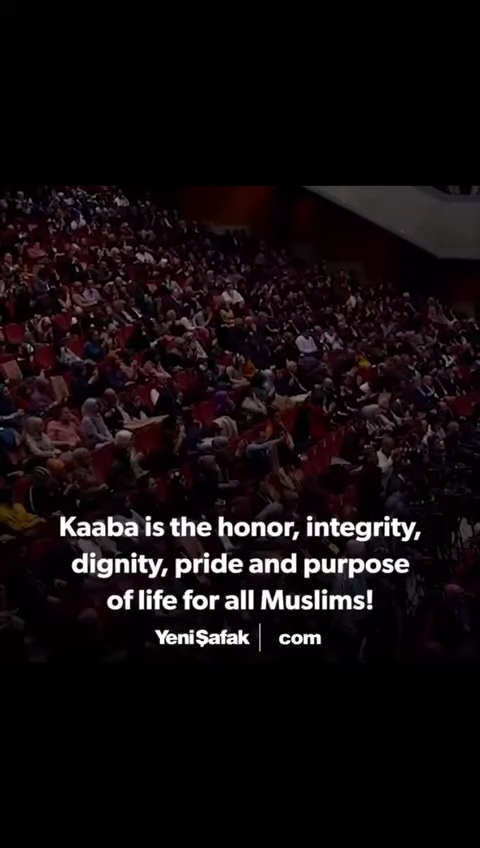 Kaaba is the honor, integrity,
dignity, pride and purpose
of life for all Muslims!
YeniŞafak | com